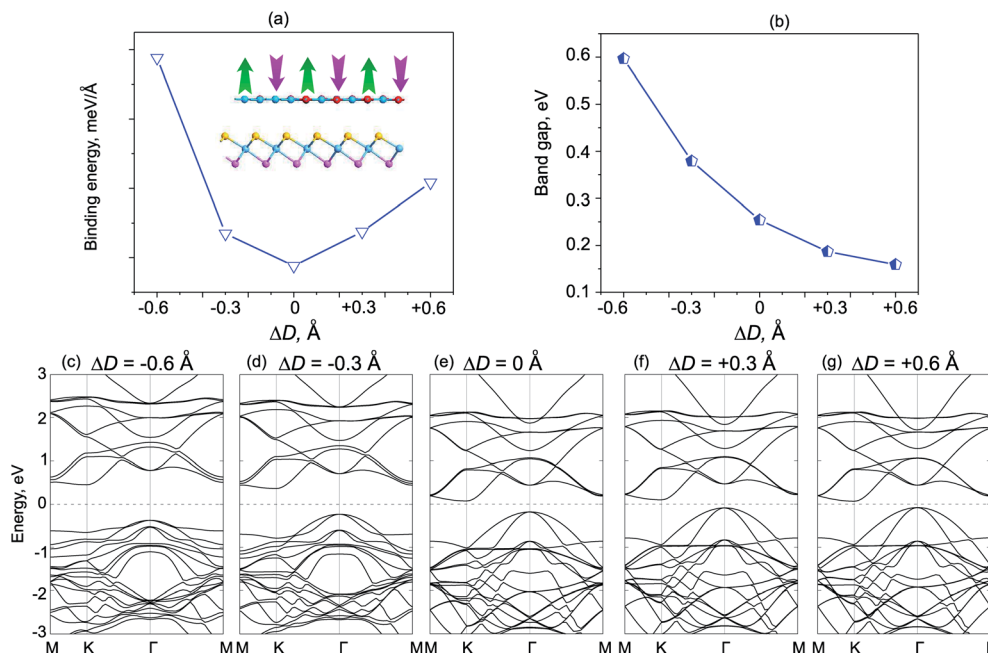 (a)
Binding energy, meV/Å
-0.6 -0.3 0 +0.3 +0.6
ΔD, Å
(b)
Band gap, eV
0.6
0.5
0.4
0.3
0.2
0.1
-0.6 -0.3 0 +0.3 +0.6
ΔD, Å
(c) ΔD = -0.6 Å
(d) ΔD = -0.3 Å
(e) ΔD = 0 Å
(f) ΔD = +0.3 Å
(g) ΔD = +0.6 Å
Energy, eV
3
2
1
0
-1
-2
-3
M K Γ M
M K Γ M
M K Γ M
M K Γ M
M K Γ